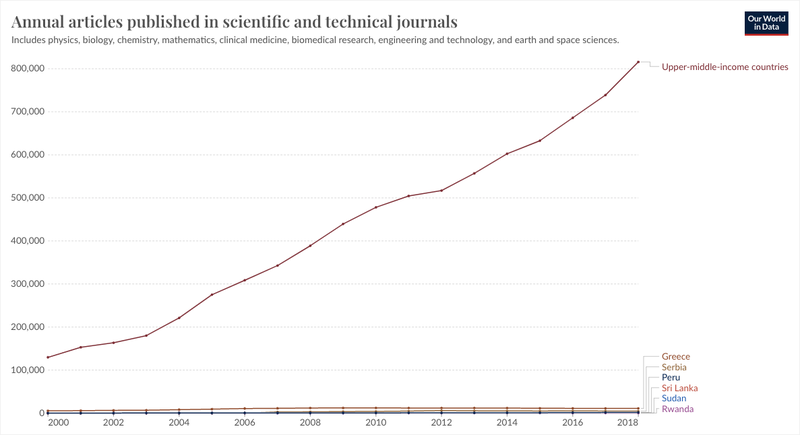 Annual articles published in scientific and technical journals
Includes physics, biology, chemistry, mathematics, clinical medicine, biomedical research, engineering and technology, and earth and space sciences.
Our World
in Data
800,000
700,000
600,000
500,000
400,000
300,000
200,000
100,000
0
2000 2002 2004 2006 2008 2010 2012 2014 2016 2018
Upper-middle-income countries
Greece
Serbia
Peru
Sri Lanka
Sudan
Rwanda